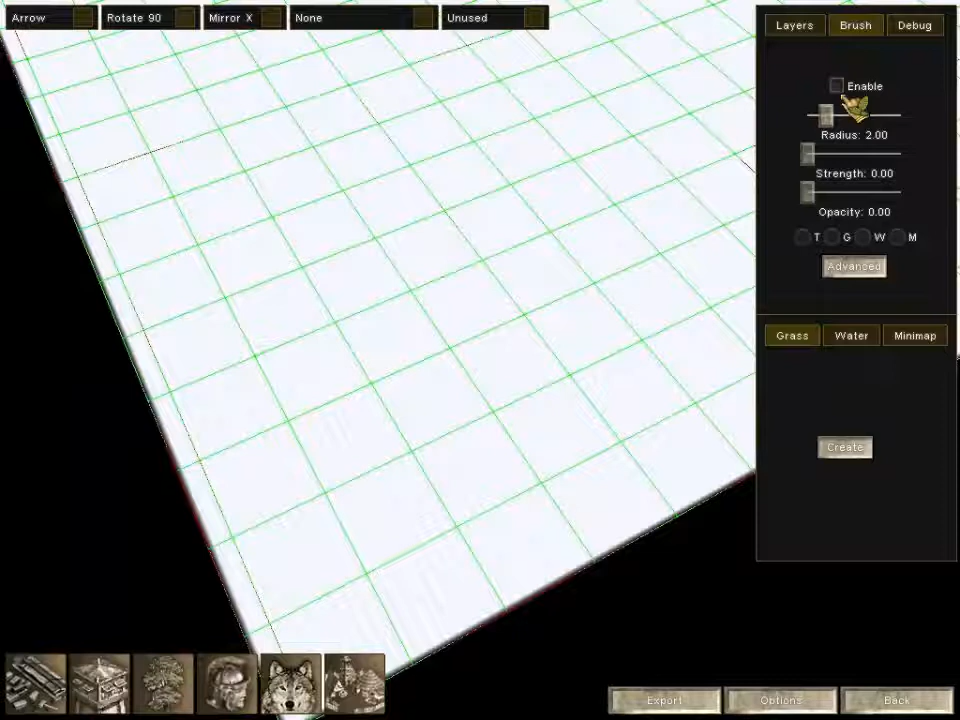 Arrow Rotate 90 Mirror X None Unused
Layers Brush Debug
Enable
Radius: 2.00
Strength: 0.00
Opacity: 0.00
T G W M
Advanced
Grass Water Minimap
Create
Export Options Back